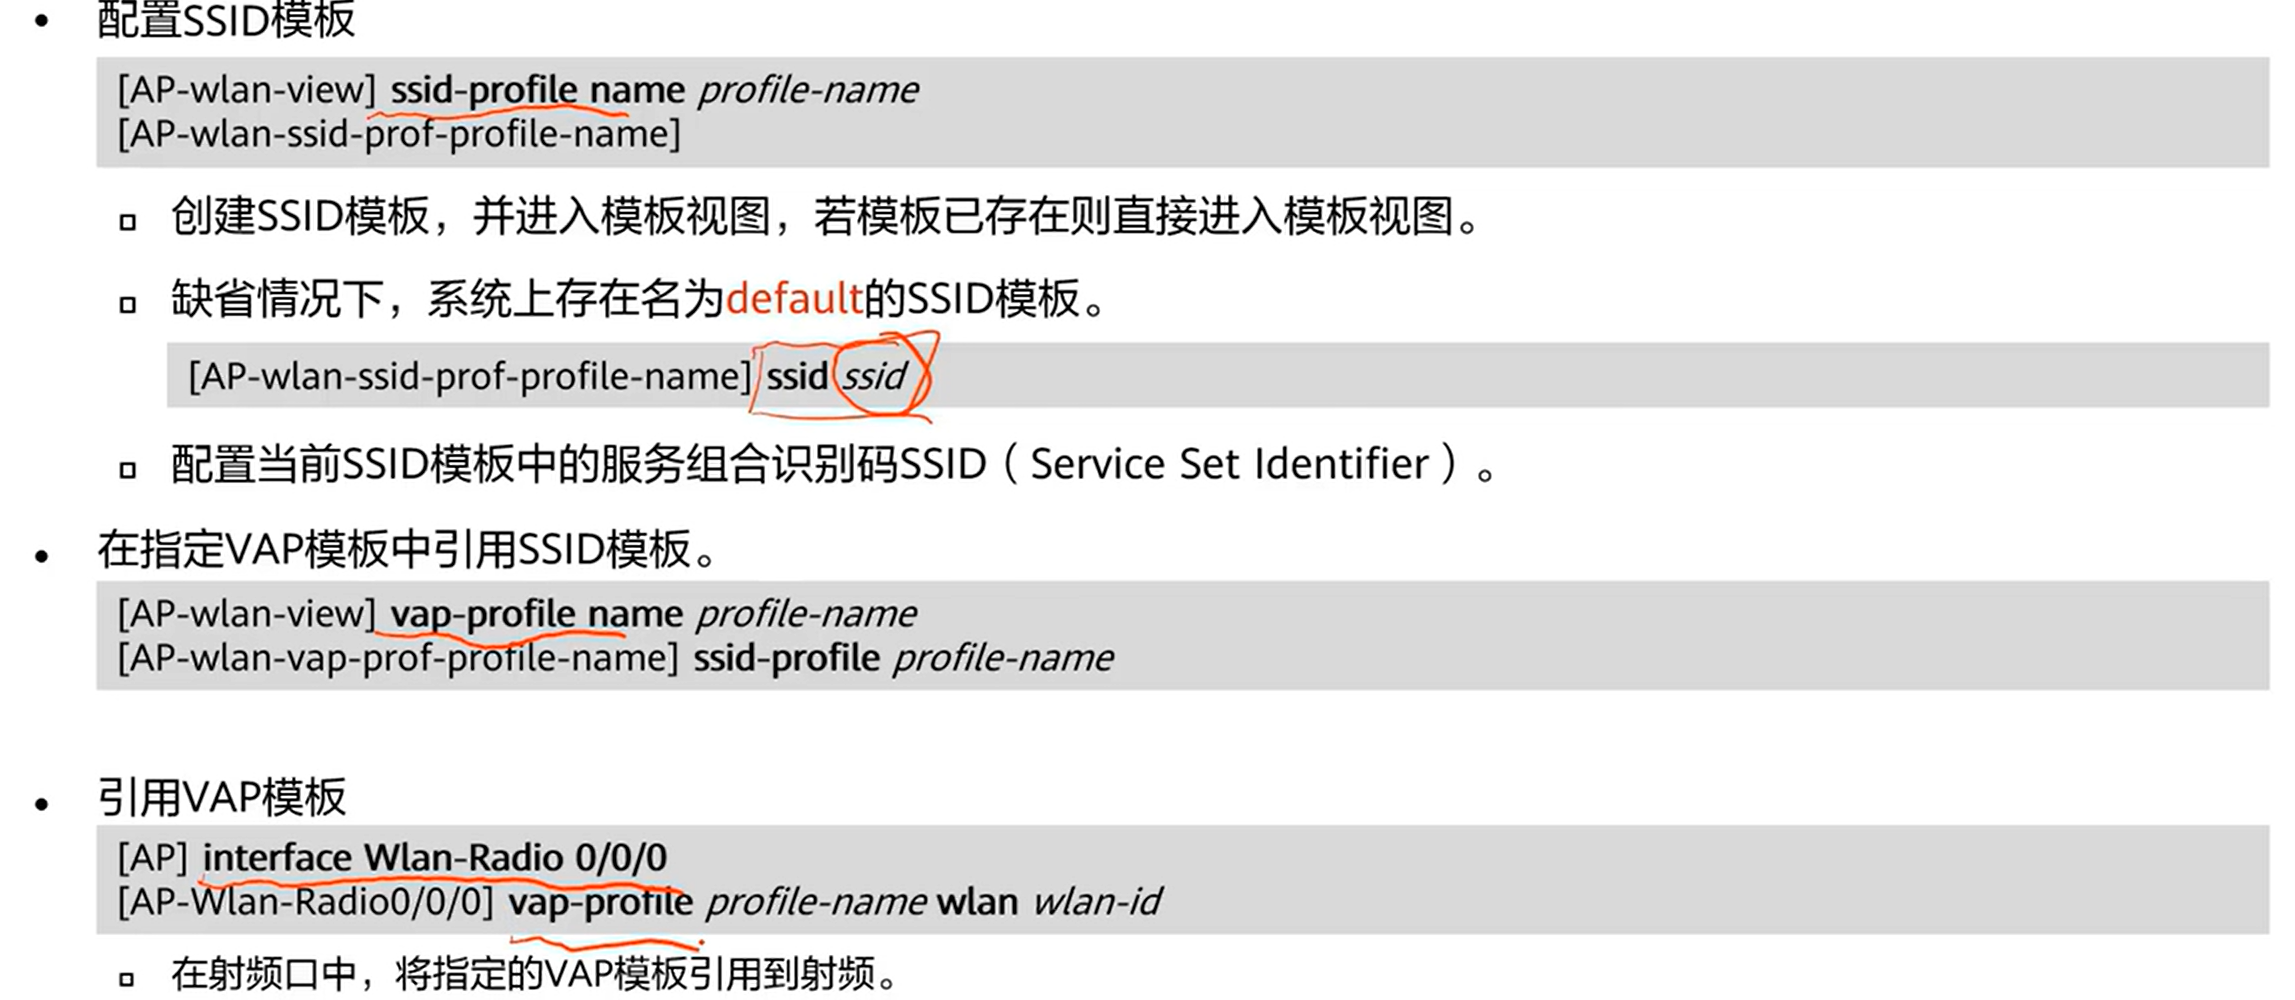 • 配置SSID模板
[AP-wlan-view] ssid-profile name profile-name
[AP-wlan-ssid-prof-profile-name]
▫ 创建SSID模板，并进入模板视图，若模板已存在则直接进入模板视图。
▫ 缺省情况下，系统上存在名为default的SSID模板。
[AP-wlan-ssid-prof-profile-name] ssid ssid
▫ 配置当前SSID模板中的服务组合识别码SSID（Service Set Identifier）。
• 在指定VAP模板中引用SSID模板。
[AP-wlan-view] vap-profile name profile-name
[AP-wlan-vap-prof-profile-name] ssid-profile profile-name
• 引用VAP模板
[AP] interface Wlan-Radio 0/0/0
[AP-Wlan-Radio0/0/0] vap-profile profile-name wlan wlan-id
▫ 在射频口中，将指定的VAP模板引用到射频。